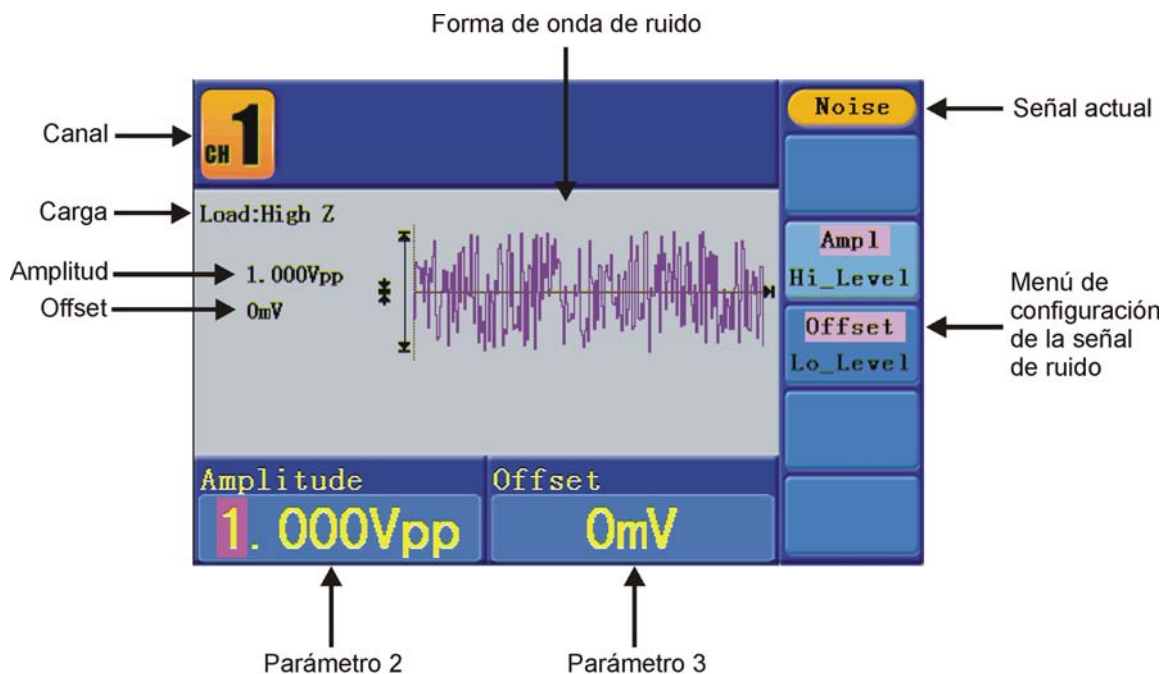 Forma de onda de ruido
Canal
CH 1
Noise
Señal actual
Carga
Load:High Z
Amplitud
1.000Vpp
Offset
0mV
Ampl
Hi_Level
Offset
Lo_Level
Menú de
configuración
de la señal
de ruido
Amplitude
1.000Vpp
Offset
0mV
Parámetro 2
Parámetro 3